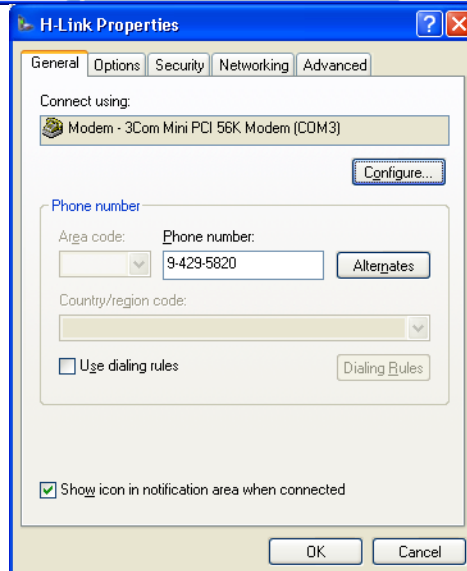 H-Link Properties
General Options Security Networking Advanced
Connect using:
Modem - 3Com Mini PCI 56K Modem (COM3)
Configure...
Phone number
Area code: Phone number:
9-429-5820 Alternates
Country/region code:
Use dialing rules Dialing Rules
Show icon in notification area when connected
OK Cancel